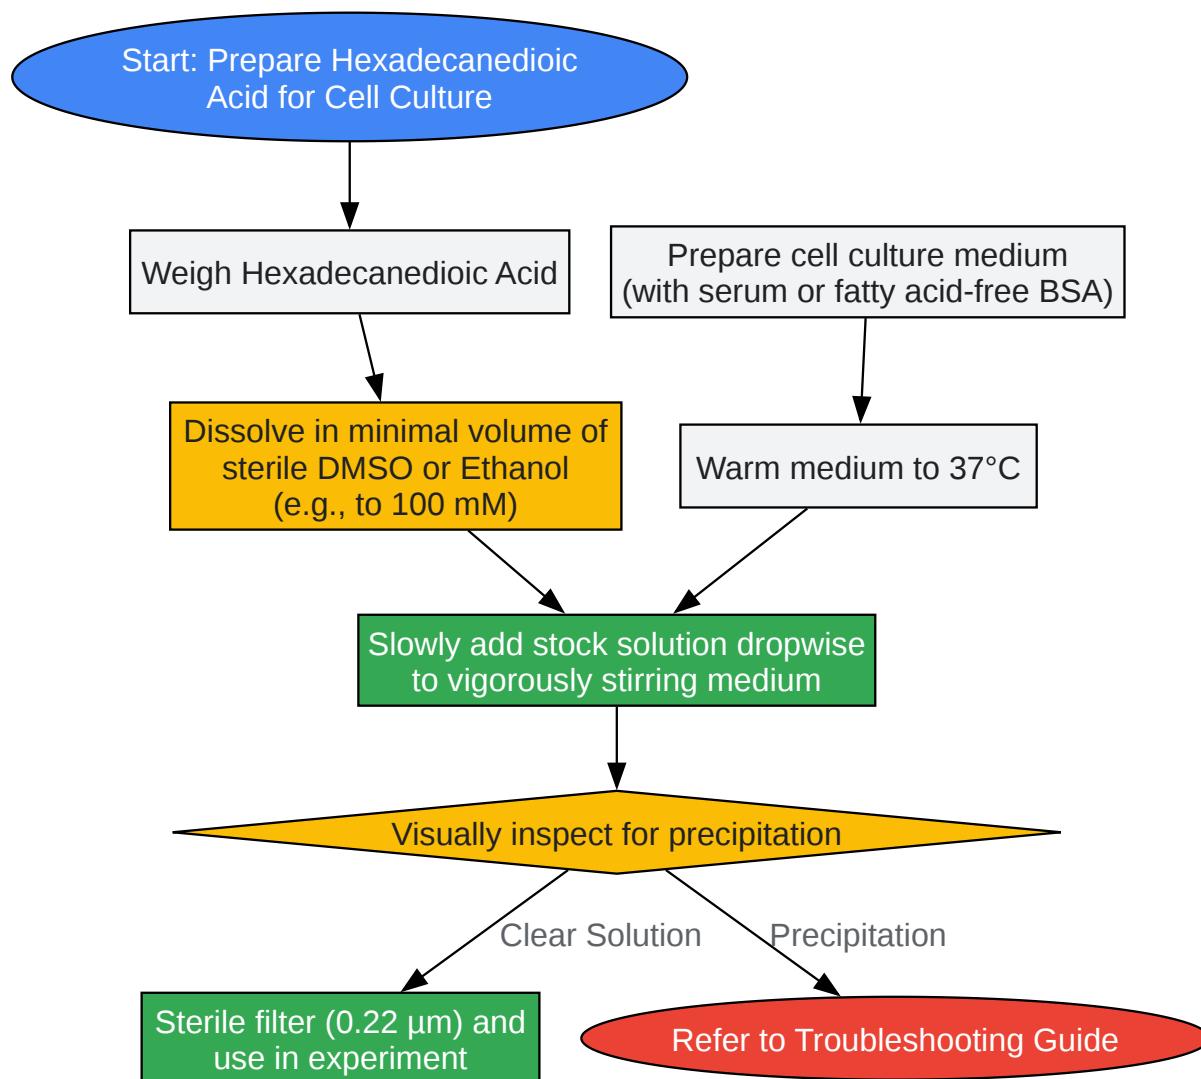 Start: Prepare Hexadecanedioic
Acid for Cell Culture
Weigh Hexadecanedioic Acid
Prepare cell culture medium
(with serum or fatty acid-free BSA)
Dissolve in minimal volume of
sterile DMSO or Ethanol
(e.g., to 100 mM)
Warm medium to 37°C
Slowly add stock solution dropwise
to vigorously stirring medium
Visually inspect for precipitation
Clear Solution
Precipitation
Sterile filter (0.22 µm) and
use in experiment
Refer to Troubleshooting Guide